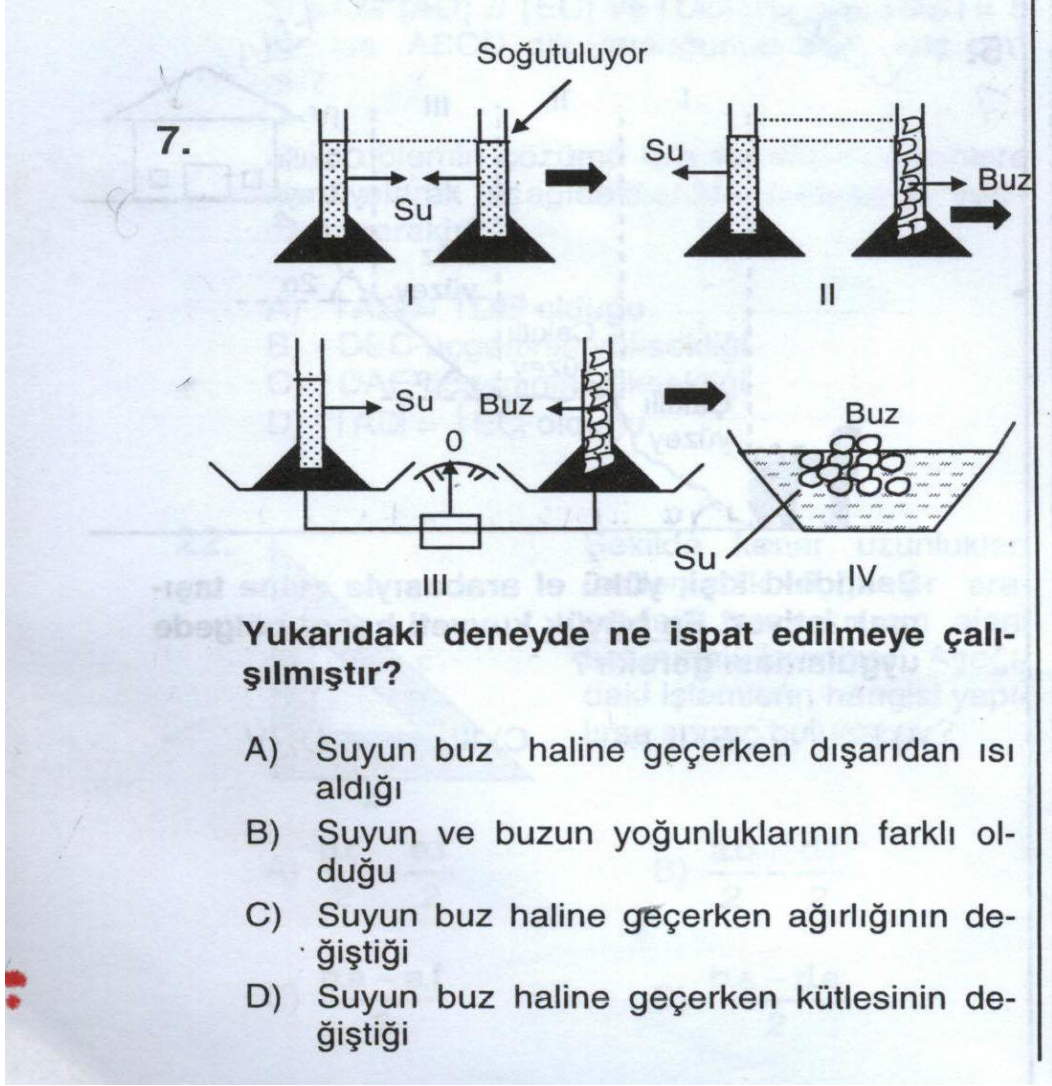 Soğutuluyor
7.
Su
Su
Buz
I
II
Su
Buz
0
Buz
Su
III
IV
Yukarıdaki deneyde ne ispat edilmeye çalı-
şılmıştır?
A) Suyun buz haline geçerken dışarıdan ısı
aldığı
B) Suyun ve buzun yoğunluklarının farklı ol-
duğu
C) Suyun buz haline geçerken ağırlığının de-
ğiştiği
D) Suyun buz haline geçerken kütlesinin de-
ğiştiği